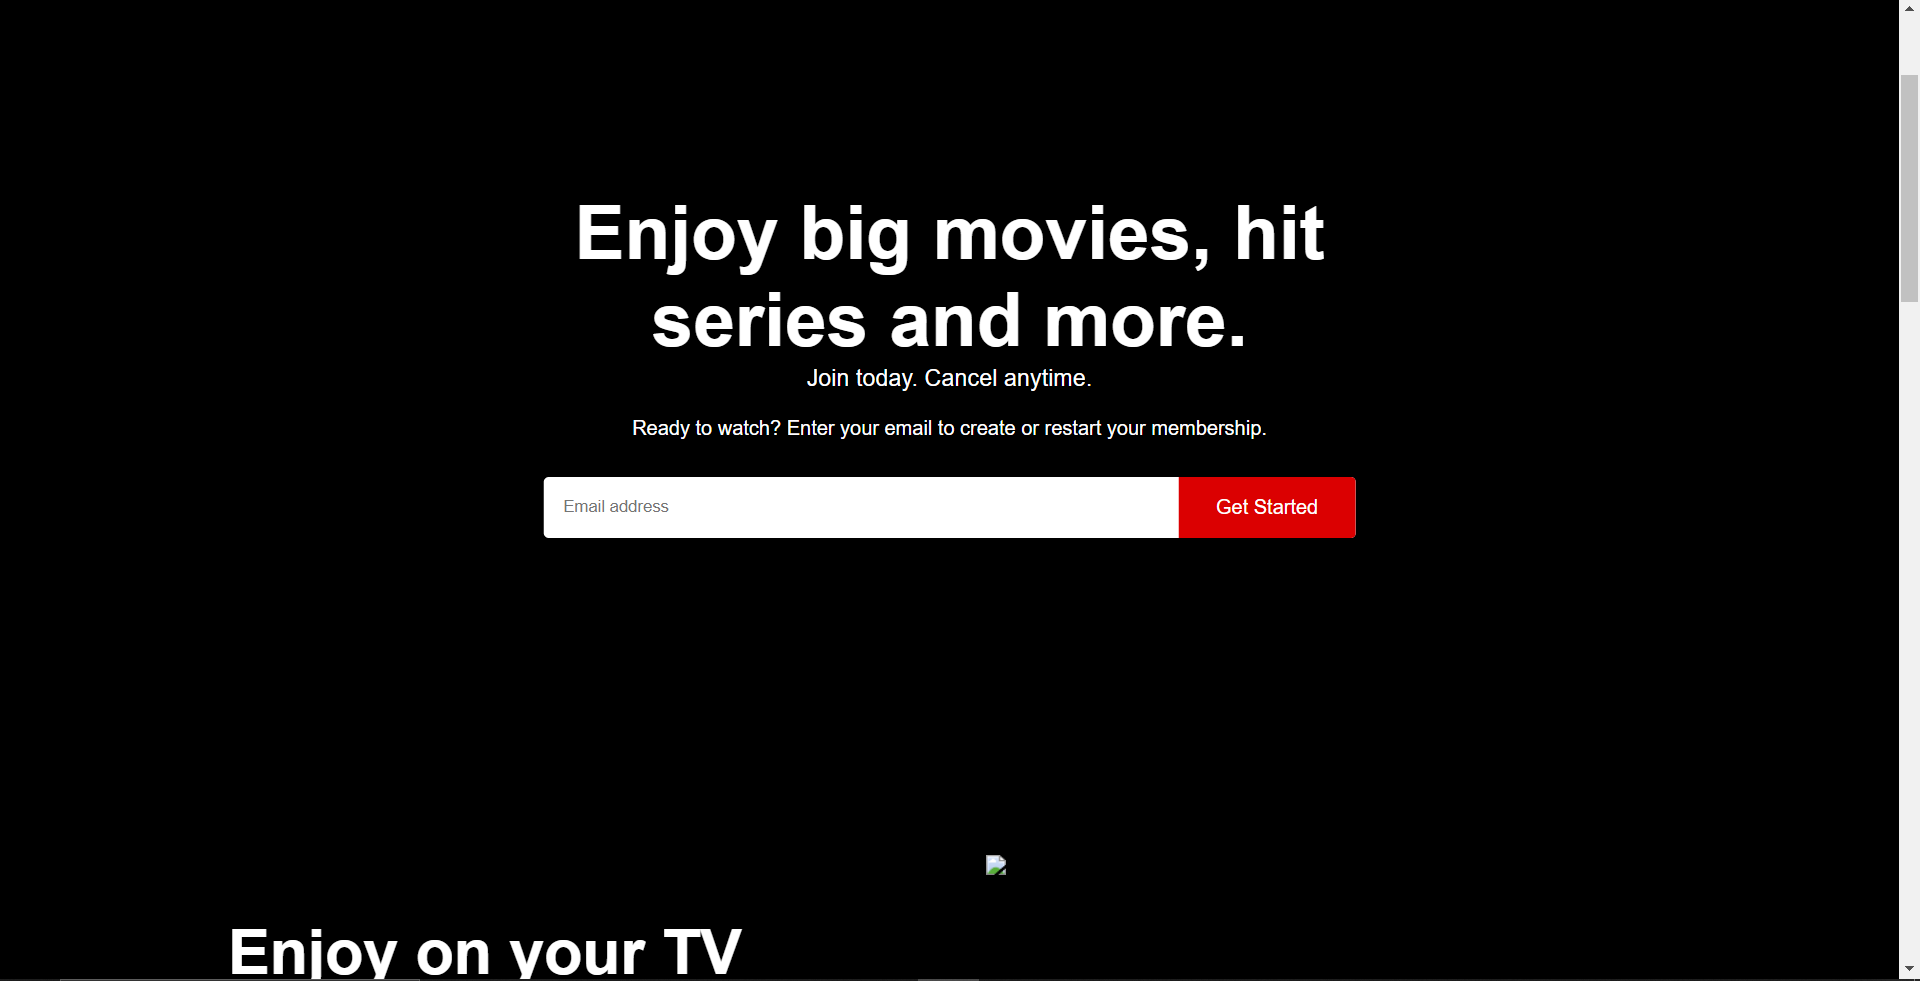 Enjoy big movies, hit
series and more.
Join today. Cancel anytime.
Ready to watch? Enter your email to create or restart your membership.
Email address
Get Started
Enjoy on your TV